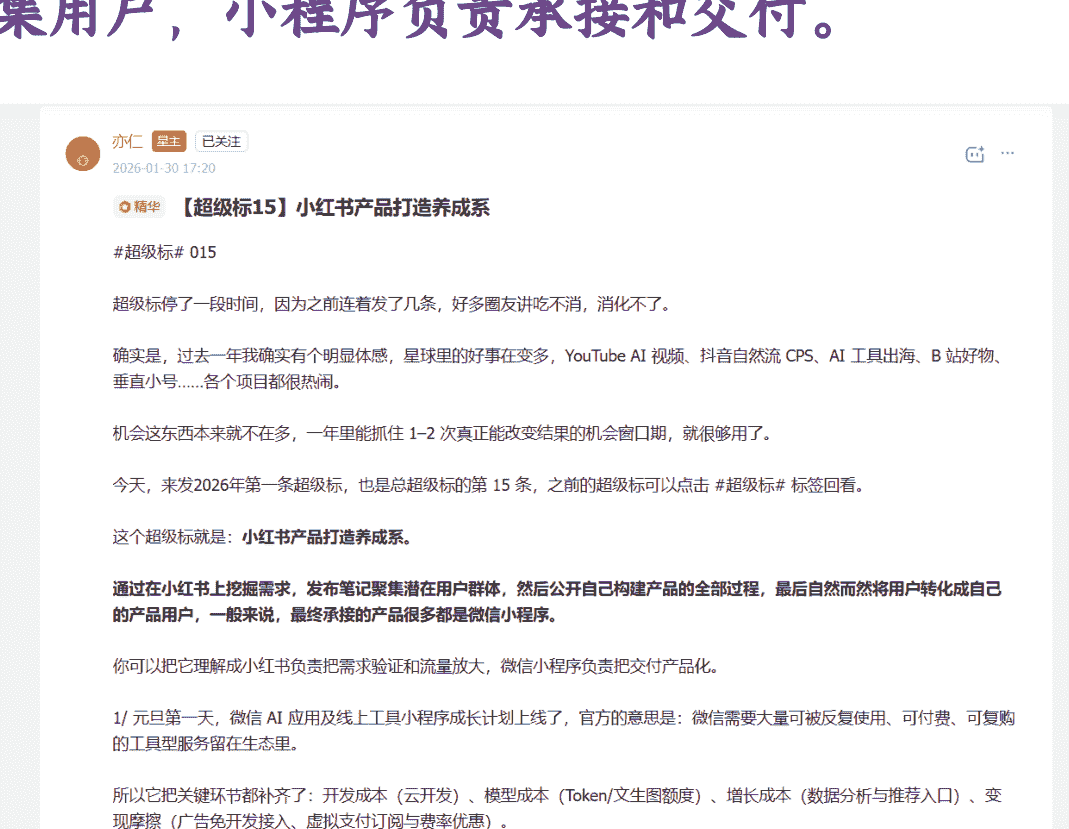 集用户，小程序负责承接和交付。
亦仁 星主 已关注
2026-01-30 17:20
精华 【超级标15】小红书产品打造养成系
#超级标# 015
超级标停了一段时间，因为之前连着发了几条，好多圈友讲吃不消，消化不了。
确实是，过去一年我确实有个明显体感，星球里的好事在变多，YouTube AI 视频、抖音自然流 CPS、AI 工具出海、B 站好物、
垂直小号......各个项目都很热闹。
机会这东西本来就不在多，一年里能抓住 1–2 次真正能改变结果的机会窗口期，就很够用了。
今天，来发2026年第一条超级标，也是总超级标的第 15 条，之前的超级标可以点击 #超级标# 标签回看。
这个超级标就是：小红书产品打造养成系。
通过在小红书上挖掘需求，发布笔记聚集潜在用户群体，然后公开自己构建产品的全部过程，最后自然而然将用户转化成自己
的产品用户，一般来说，最终承接的产品很多都是微信小程序。
你可以把它理解成小红书负责把需求验证和流量放大，微信小程序负责把交付产品化。
1/ 元旦第一天，微信 AI 应用及线上工具小程序成长计划上线了，官方的意思是：微信需要大量可被反复使用、可付费、可复购
的工具型服务留在生态里。
所以它把关键环节都补齐了：开发成本（云开发）、模型成本（Token/文生图额度）、增长成本（数据分析与推荐入口）、变
现摩擦（广告免开发接入、虚拟支付订阅与费率优惠）。